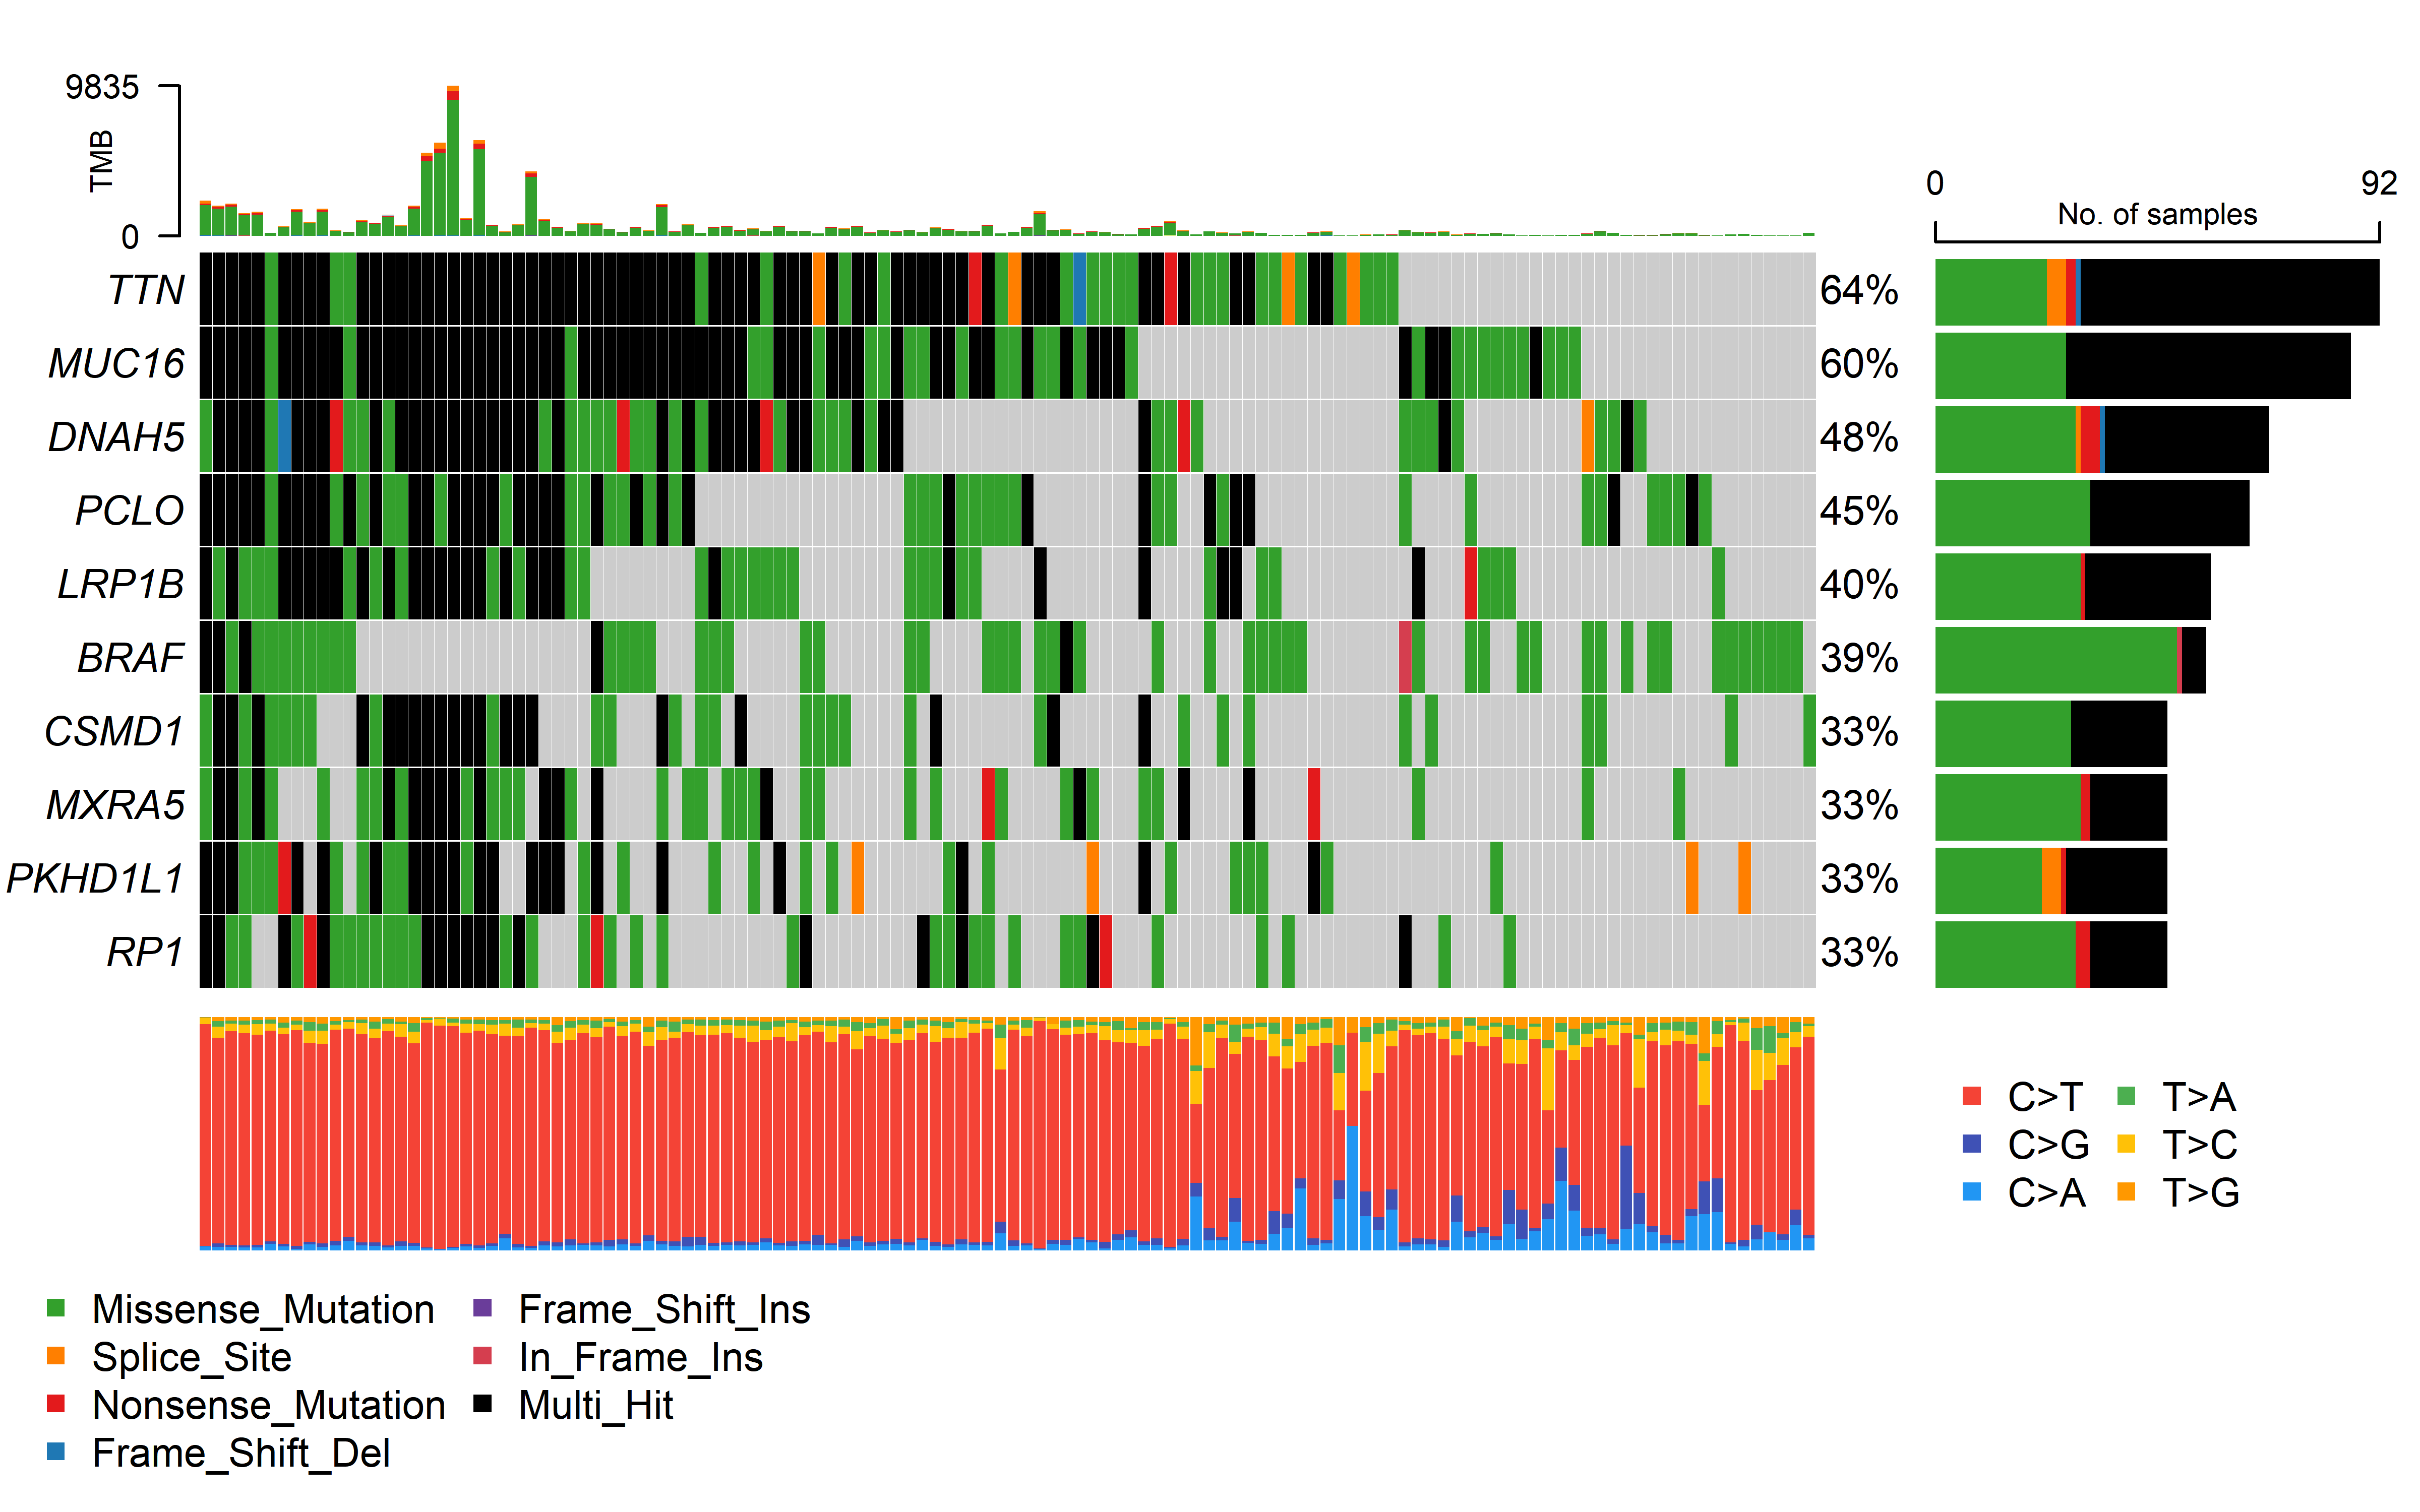 9835
TMB
0
0 92
No. of samples
TTN 64%
MUC16 60%
DNAH5 48%
PCLO 45%
LRP1B 40%
BRAF 39%
CSMD1 33%
MXRA5 33%
PKHD1L1 33%
RP1 33%
C>T T>A
C>G T>C
C>A T>G
Missense_Mutation Frame_Shift_Ins
Splice_Site In_Frame_Ins
Nonsense_Mutation Multi_Hit
Frame_Shift_Del